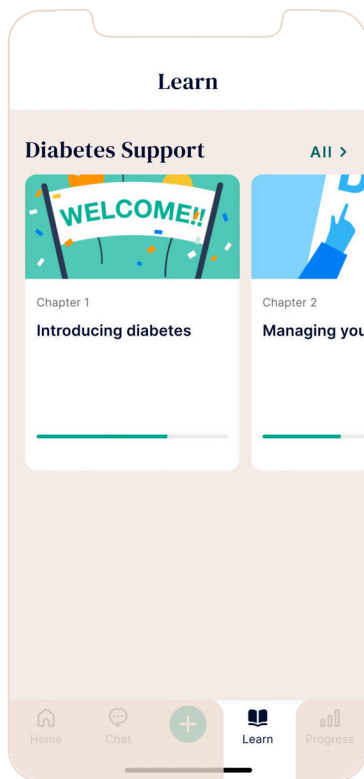 Learn
Diabetes Support
All >
WELCOME!!
Chapter 1
Introducing diabetes
Chapter 2
Managing you
Home
Chat
Learn
Progress